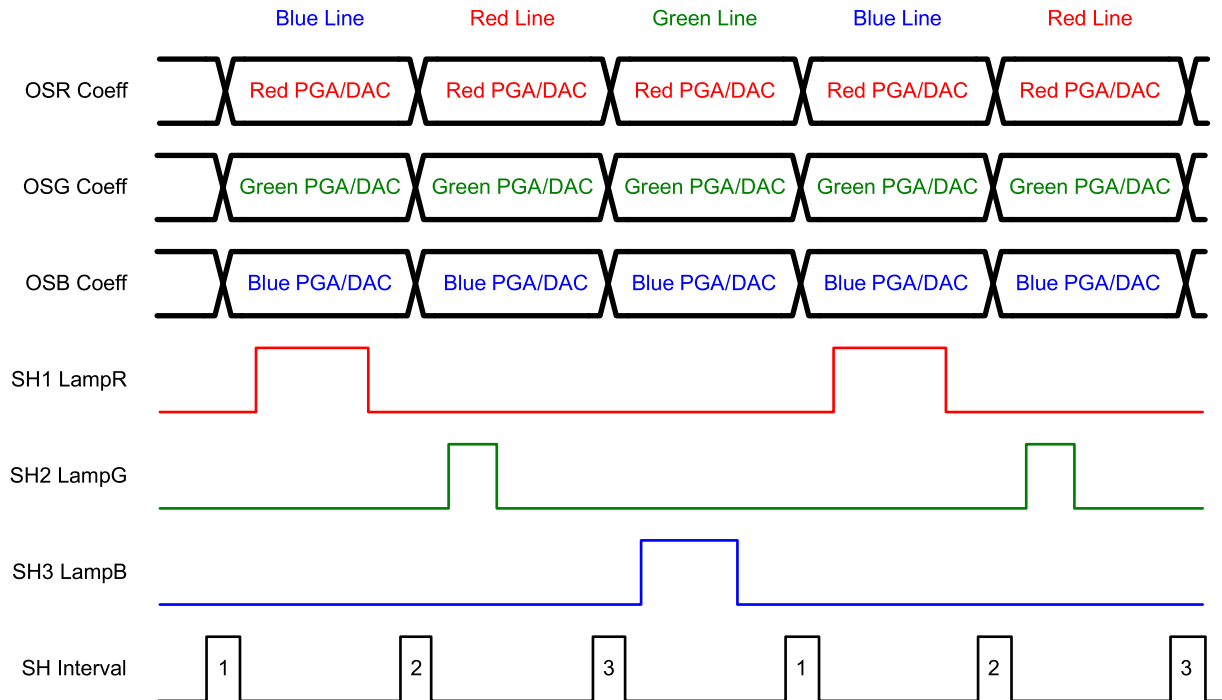 Blue Line Red Line Green Line Blue Line Red Line
OSR Coeff Red PGA/DAC Red PGA/DAC Red PGA/DAC Red PGA/DAC Red PGA/DAC
OSG Coeff Green PGA/DAC Green PGA/DAC Green PGA/DAC Green PGA/DAC Green PGA/DAC
OSB Coeff Blue PGA/DAC Blue PGA/DAC Blue PGA/DAC Blue PGA/DAC Blue PGA/DAC
SH1 LampR
SH2 LampG
SH3 LampB
SH Interval 1 2 3 1 2 3